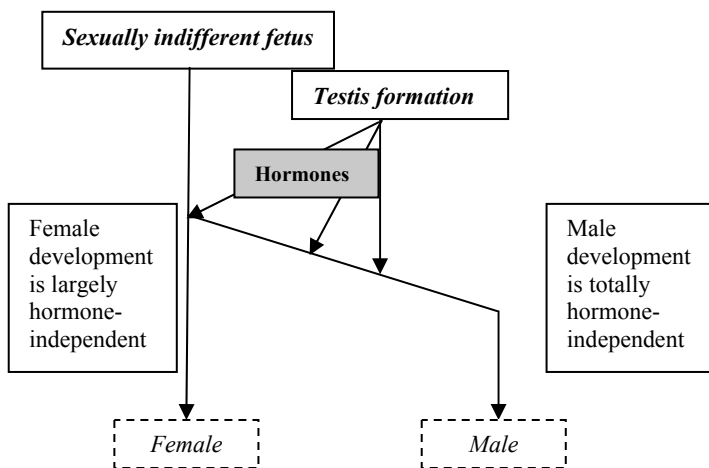 Sexually indifferent fetus
Testis formation
Hormones
Female
development
is largely
hormone-
independent
Male
development
is totally
hormone-
independent
Female
Male